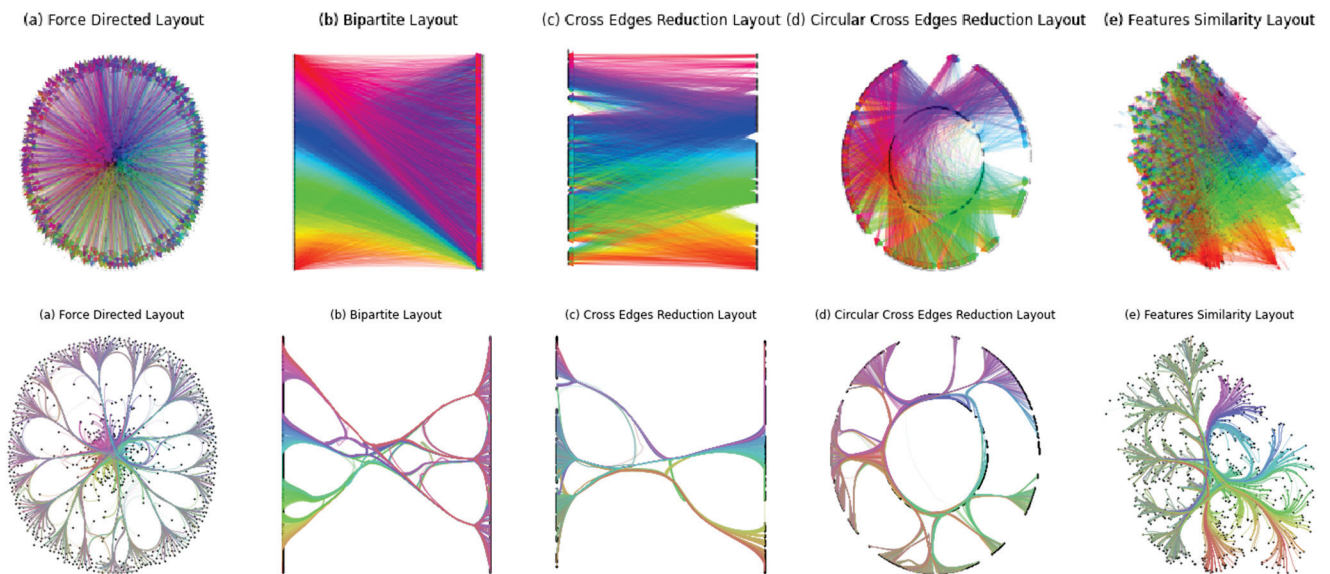 (a) Force Directed Layout
(b) Bipartite Layout
(c) Cross Edges Reduction Layout
(d) Circular Cross Edges Reduction Layout
(e) Features Similarity Layout
(a) Force Directed Layout
(b) Bipartite Layout
(c) Cross Edges Reduction Layout
(d) Circular Cross Edges Reduction Layout
(e) Features Similarity Layout